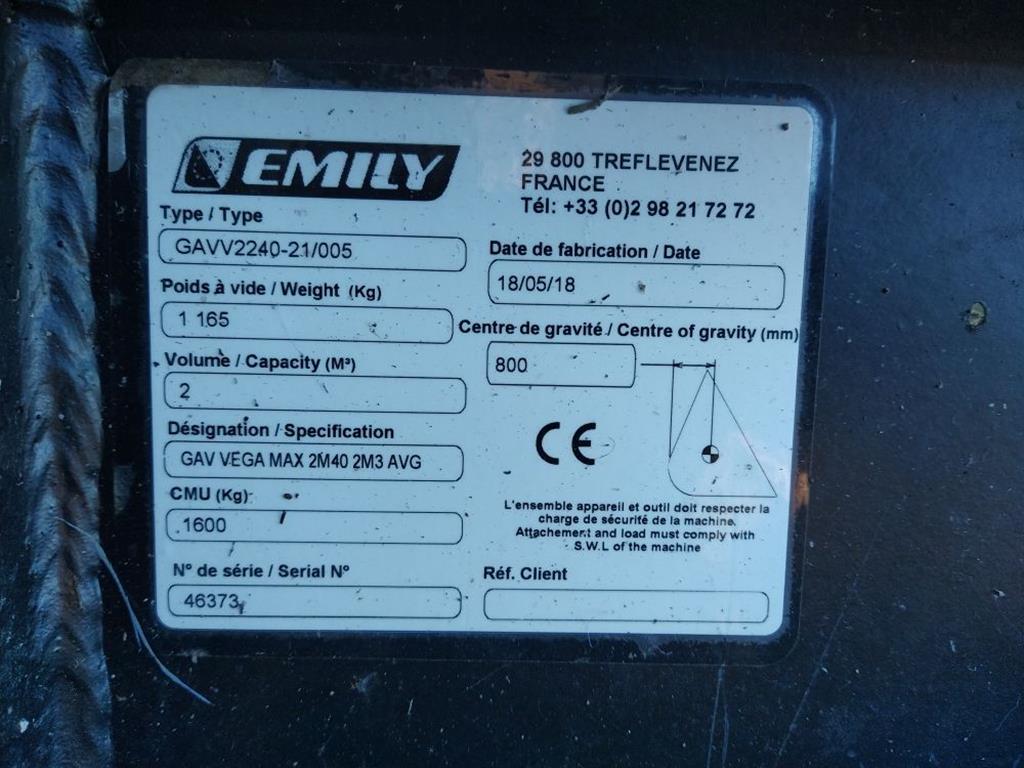 EMILY
29 800 TREFLEVENEZ
FRANCE
Tél: +33 (0)2 98 21 72 72
Type / Type
GAVV2240-21/005
Date de fabrication / Date
18/05/18
Poids à vide / Weight (Kg)
1 165
Centre de gravité / Centre of gravity (mm)
800
Volume / Capacity (M³)
2
Désignation / Specification
GAV VEGA MAX 2M40 2M3 AVG
CE
CMU (Kg)
1600
L'ensemble appareil et outil doit respecter la
charge de sécurité de la machine.
Attachement and load must comply with
S.W.L of the machine
N° de série / Serial N°
46373
Réf. Client